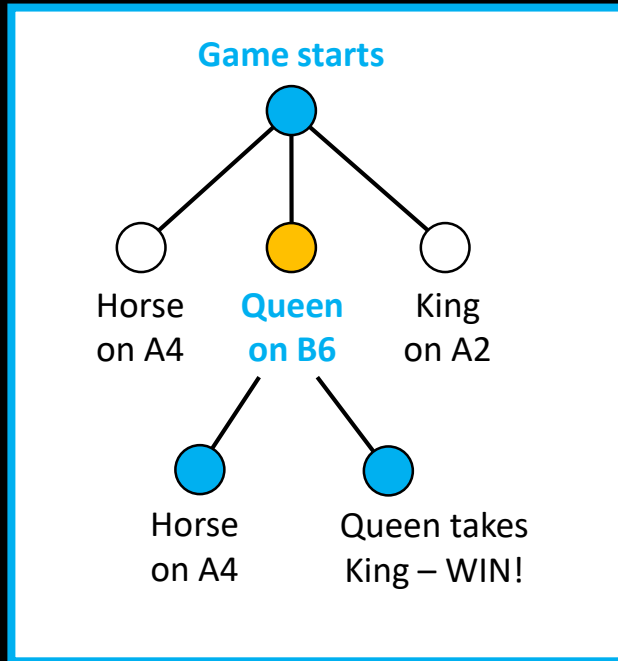 Game starts
Horse
on A4
Queen
on B6
King
on A2
Horse
on A4
Queen takes
King – WIN!